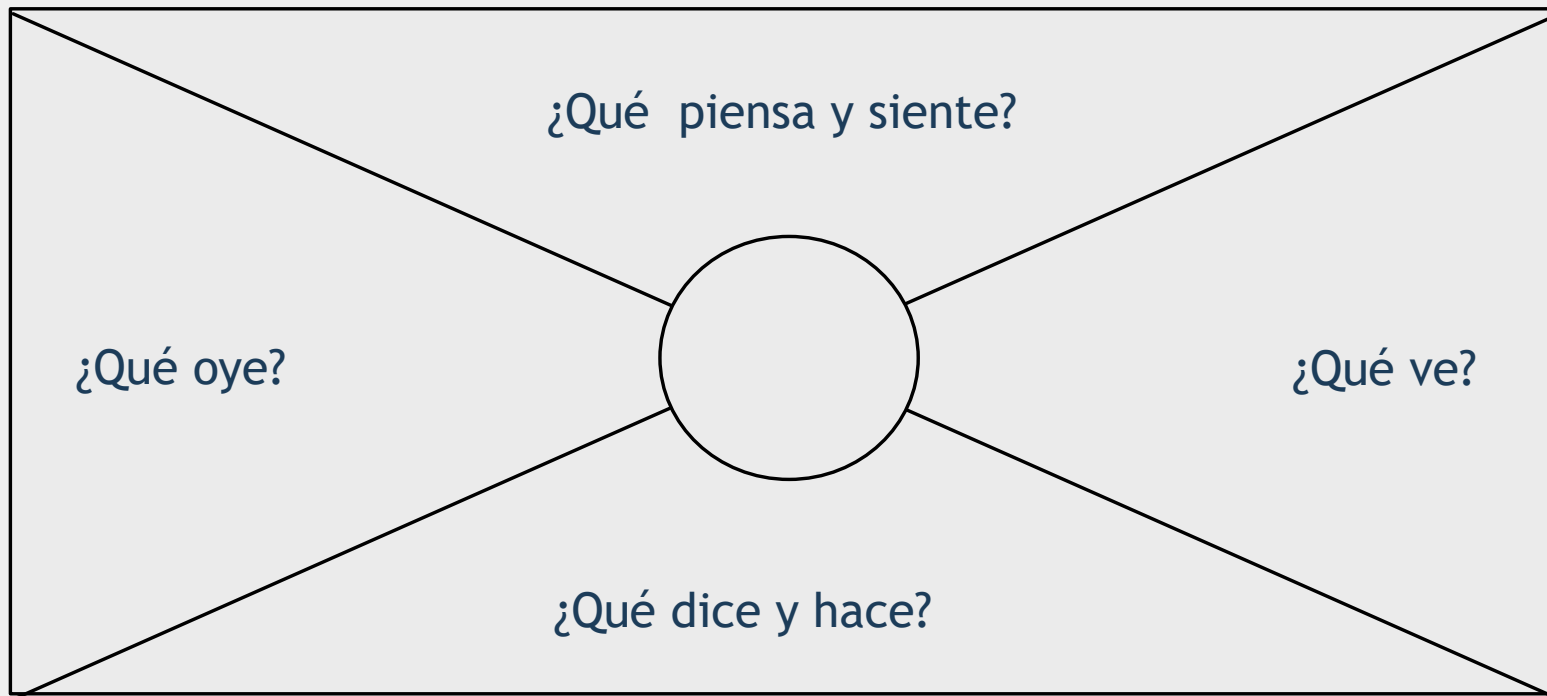 ¿Qué  piensa y siente?
¿Qué oye?
¿Qué ve?
¿Qué dice y hace?